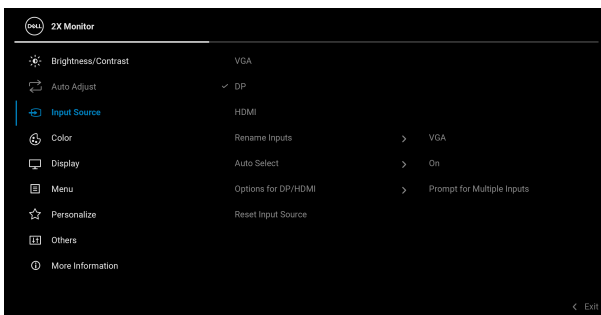 DELL 2X Monitor
Brightness/Contrast VGA
Auto Adjust DP
Input Source HDMI
Color Rename Inputs VGA
Display Auto Select On
Menu Options for DP/HDMI Prompt for Multiple Inputs
Personalize Reset Input Source
Others
More Information
Exit